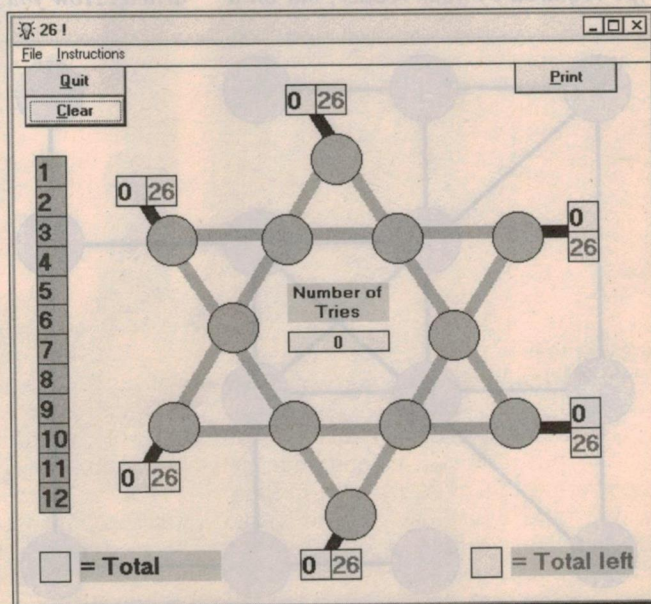 26 !
File Instructions
Quit
Print
Clear
0 26
0 26
1
2
3
4
5
6
7
8
9
10
11
12
0
26
Number of
Tries
0
0
26
0 26
0 26
= Total
= Total left